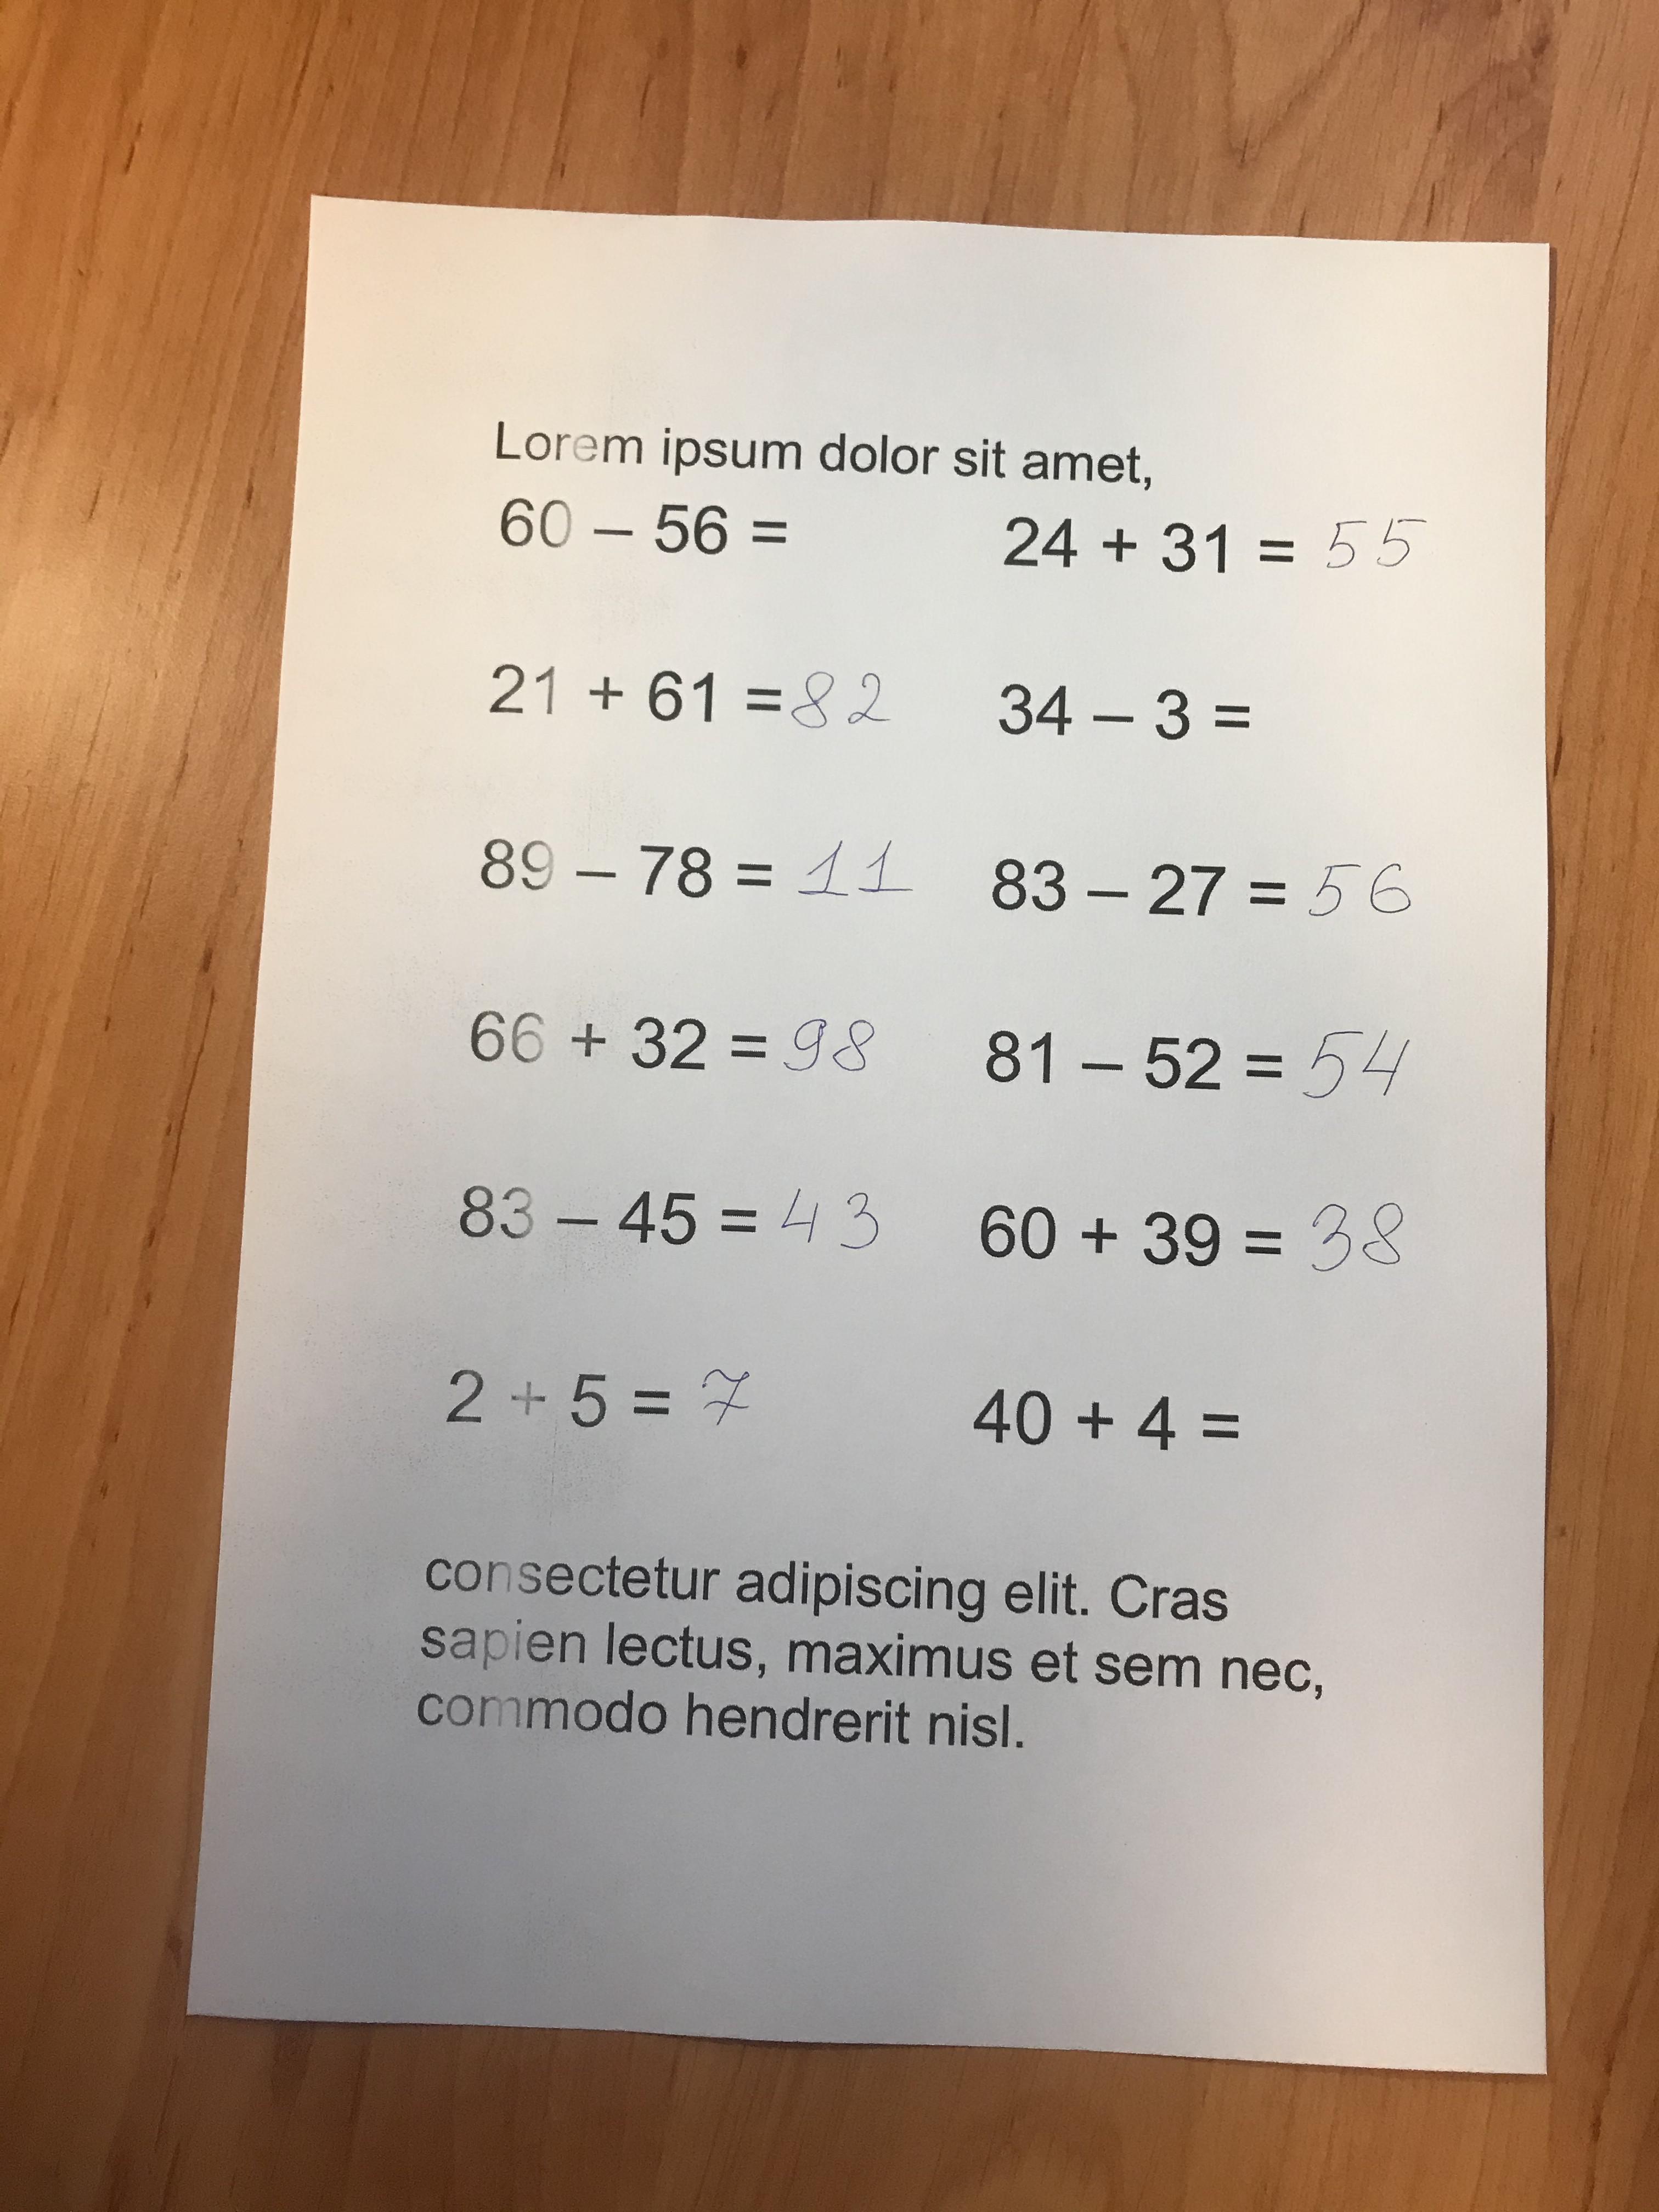 Lorem ipsum dolor sit amet,
60 – 56 = 24 + 31 = 55
21 + 61 = 82 34 – 3 =
89 – 78 = 11 83 – 27 = 56
66 + 32 = 98 81 – 52 = 54
83 – 45 = 43 60 + 39 = 38
2 + 5 = 7 40 + 4 =
consectetur adipiscing elit. Cras
sapien lectus, maximus et sem nec,
commodo hendrerit nisl.